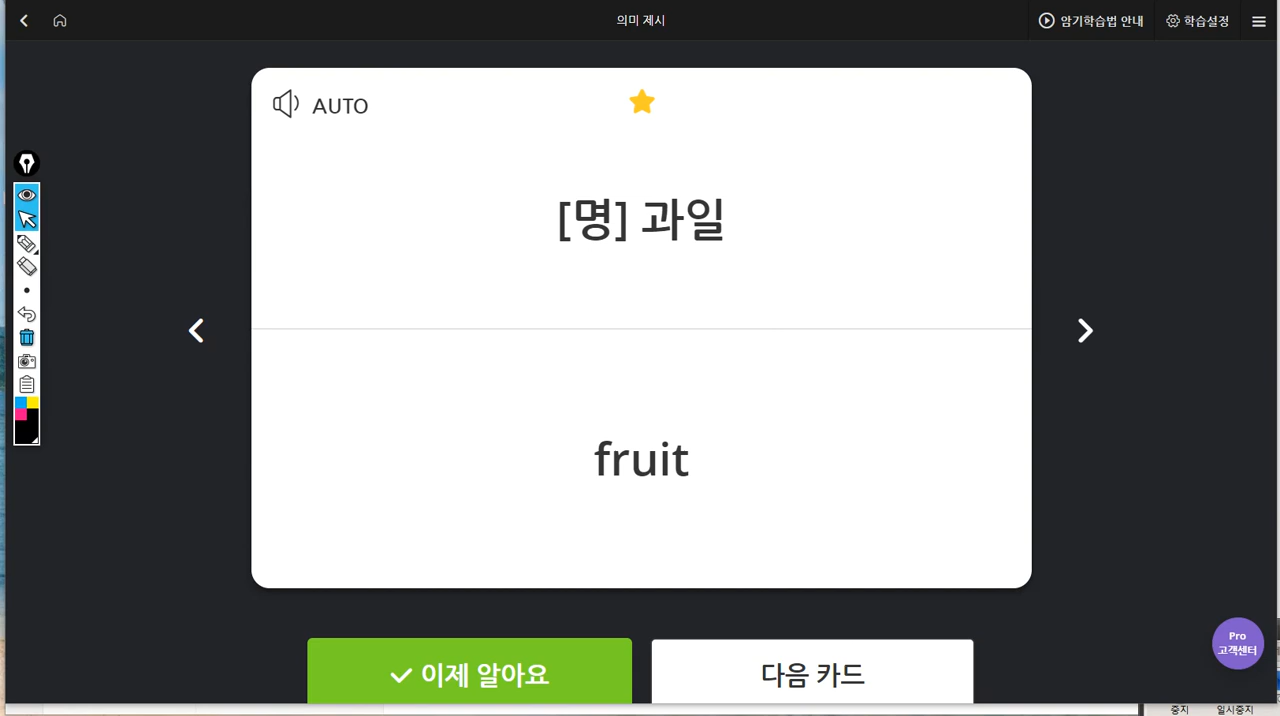 의미 제시
암기학습법 안내
학습설정
AUTO
[명] 과일
fruit
이제 알아요
다음 카드
Pro
고객센터
중지
일시중지